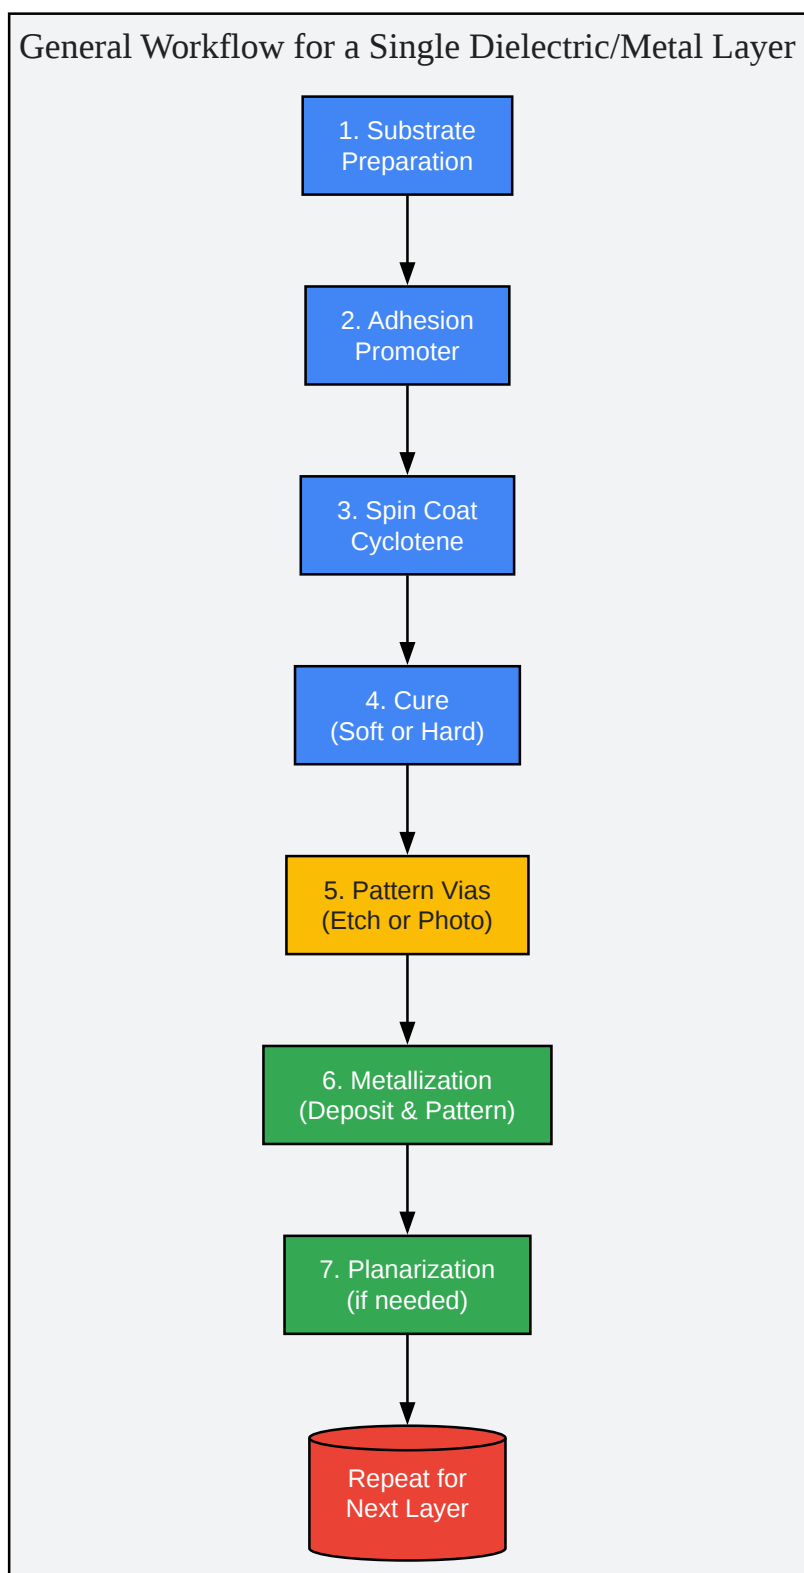 General Workflow for a Single Dielectric/Metal Layer
1. Substrate
Preparation
2. Adhesion
Promoter
3. Spin Coat
Cyclotene
4. Cure
(Soft or Hard)
5. Pattern Vias
(Etch or Photo)
6. Metallization
(Deposit & Pattern)
7. Planarization
(if needed)
Repeat for
Next Layer